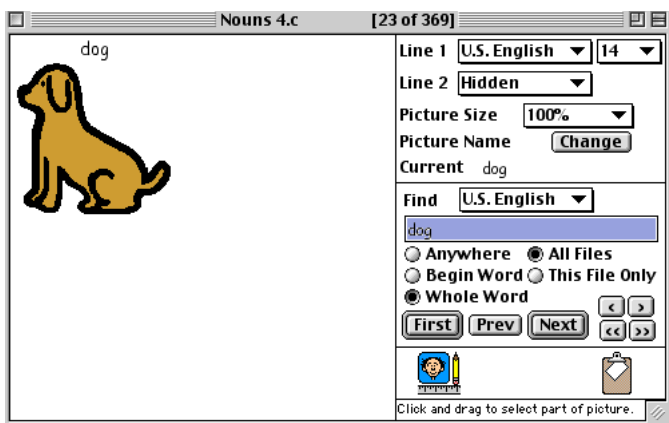 Nouns 4.c [23 of 369]
dog
Line 1 U.S. English 14
Line 2 Hidden
Picture Size 100%
Picture Name Change
Current dog
Find U.S. English
dog
Anywhere All Files
Begin Word This File Only
Whole Word
< >
First Prev Next << >>
Click and drag to select part of picture.